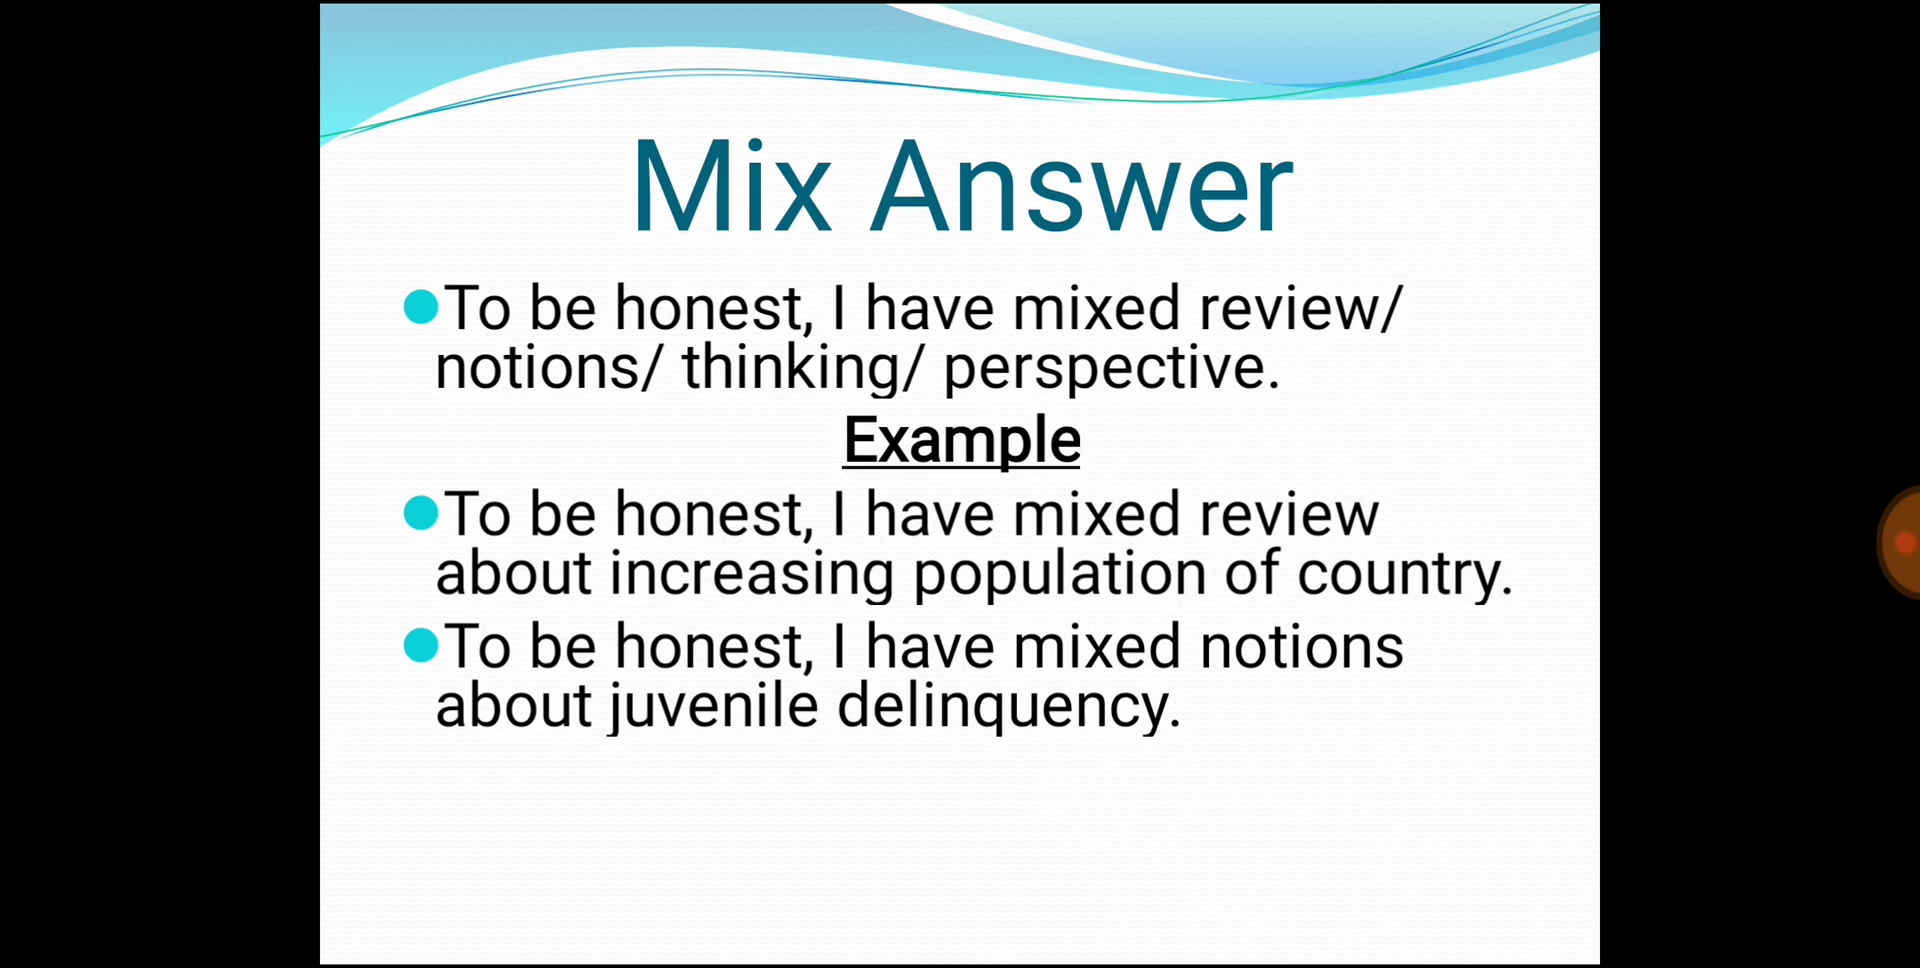 Mix Answer
To be honest, I have mixed review/
notions/ thinking/ perspective.
Example
To be honest, I have mixed review
about increasing population of country.
To be honest, I have mixed notions
about juvenile delinquency.